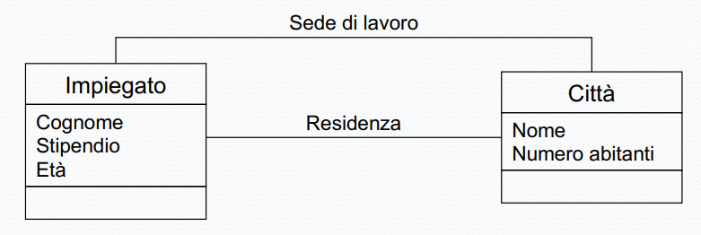 Sede di lavoro
Impiegato
Cognome
Stipendio
Età
Residenza
Città
Nome
Numero abitanti